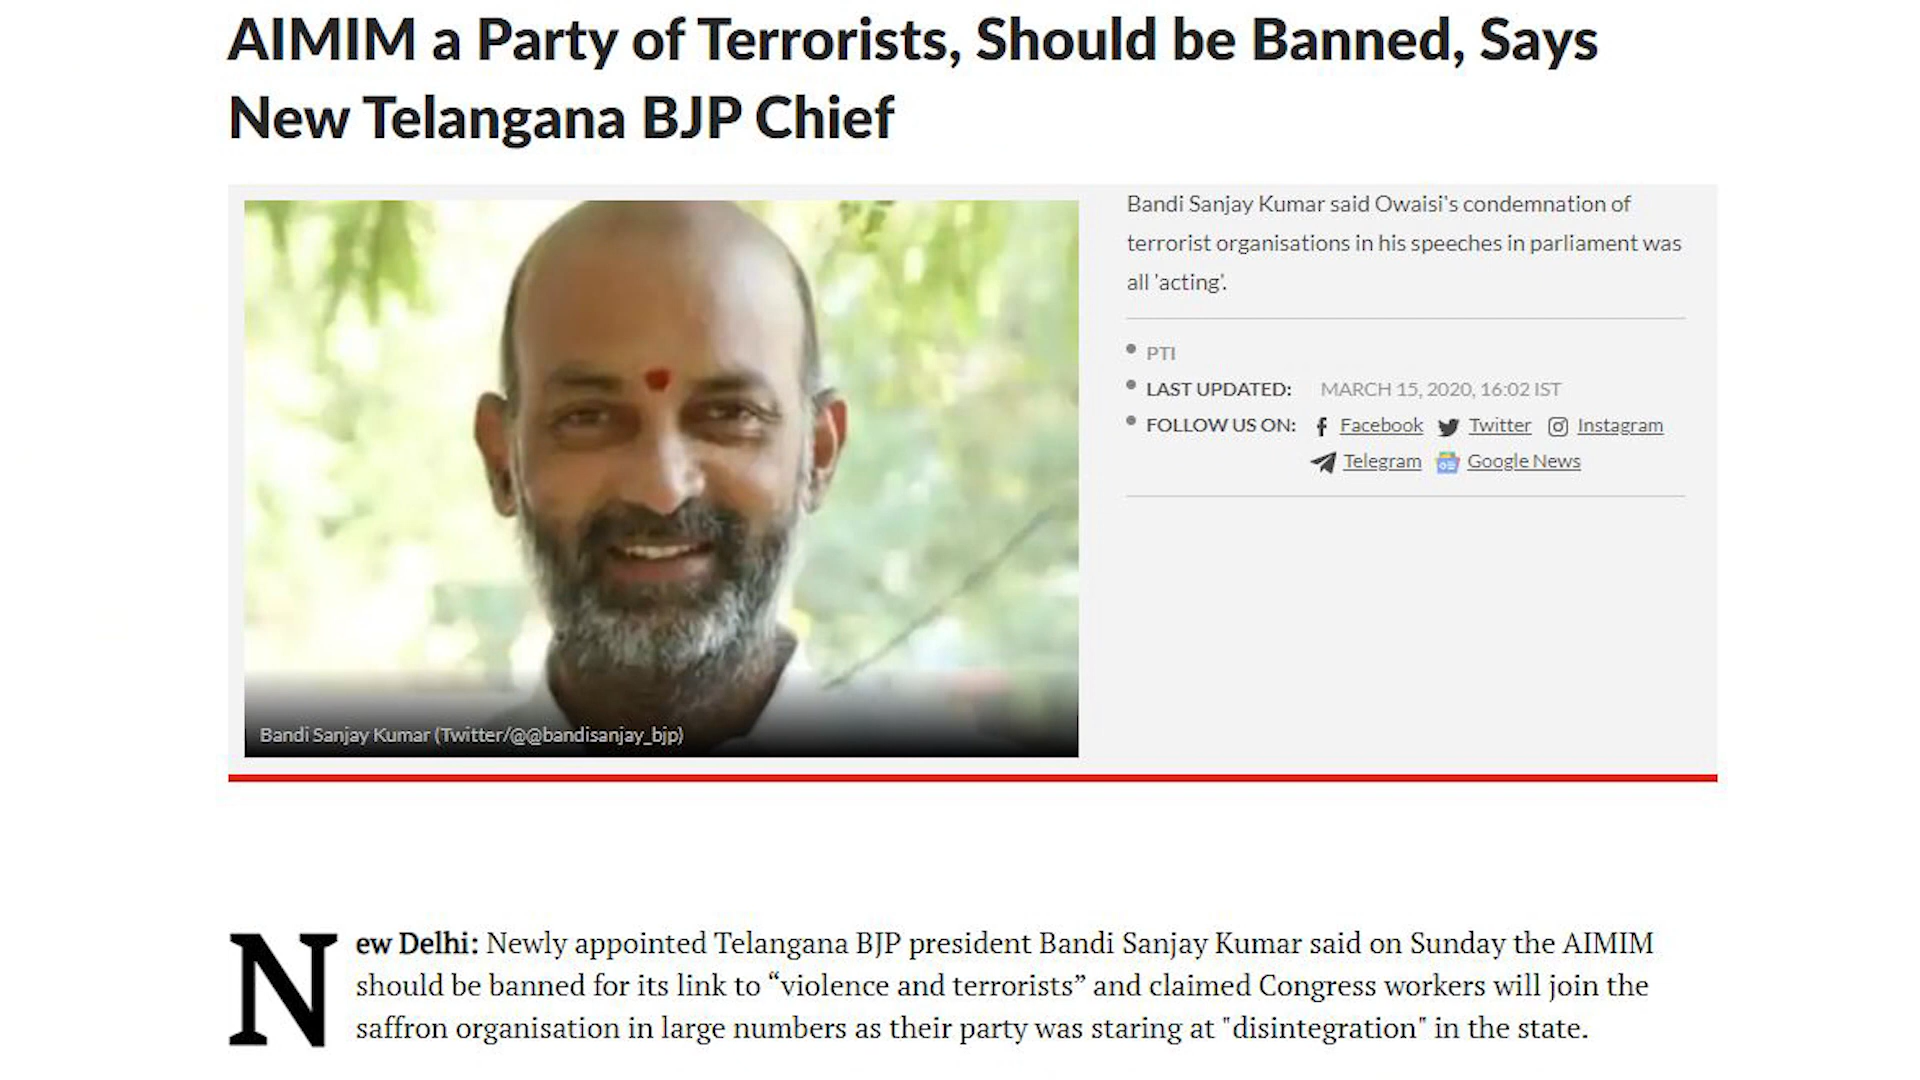 AIMIM a Party of Terrorists, Should be Banned, Says
New Telangana BJP Chief
Bandi Sanjay Kumar said Owaisi's condemnation of
terrorist organisations in his speeches in parliament was
all 'acting'.
PTI
LAST UPDATED: MARCH 15, 2020, 16:02 IST
FOLLOW US ON: Facebook Twitter Instagram
Telegram Google News
Bandi Sanjay Kumar (Twitter/@@bandisanjay_bjp)
New Delhi: Newly appointed Telangana BJP president Bandi Sanjay Kumar said on Sunday the AIMIM
should be banned for its link to “violence and terrorists” and claimed Congress workers will join the
saffron organisation in large numbers as their party was staring at "disintegration" in the state.